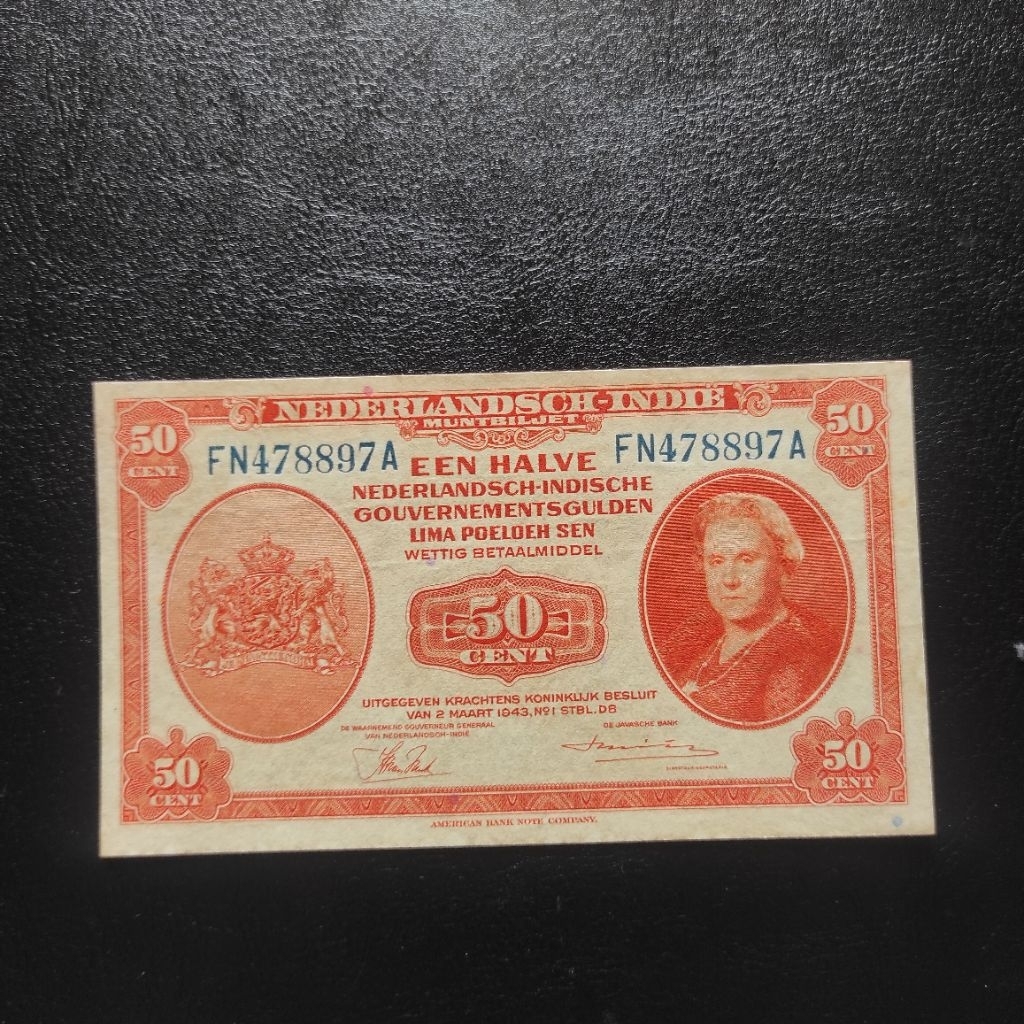 NEDERLANDSCH-INDIË
MUNTBILJET
50 CENT
50 CENT
FN478897A
FN478897A
EEN HALVE
NEDERLANDSCH-INDISCHE
GOUVERNEMENTSGULDEN
LIMA POELOEH SEN
WETTIG BETAALMIDDEL
50
CENT
UITGEGEVEN KRACHTENS KONINKLIJK BESLUIT
VAN 2 MAART 1943, No 1 STBL. D8
DE WAARNEMEND GOUVERNEUR GENERAAL
VAN NEDERLANDSCH-INDIË
DE JAVASCHE BANK
50 CENT
50 CENT
AMERICAN BANK NOTE COMPANY.